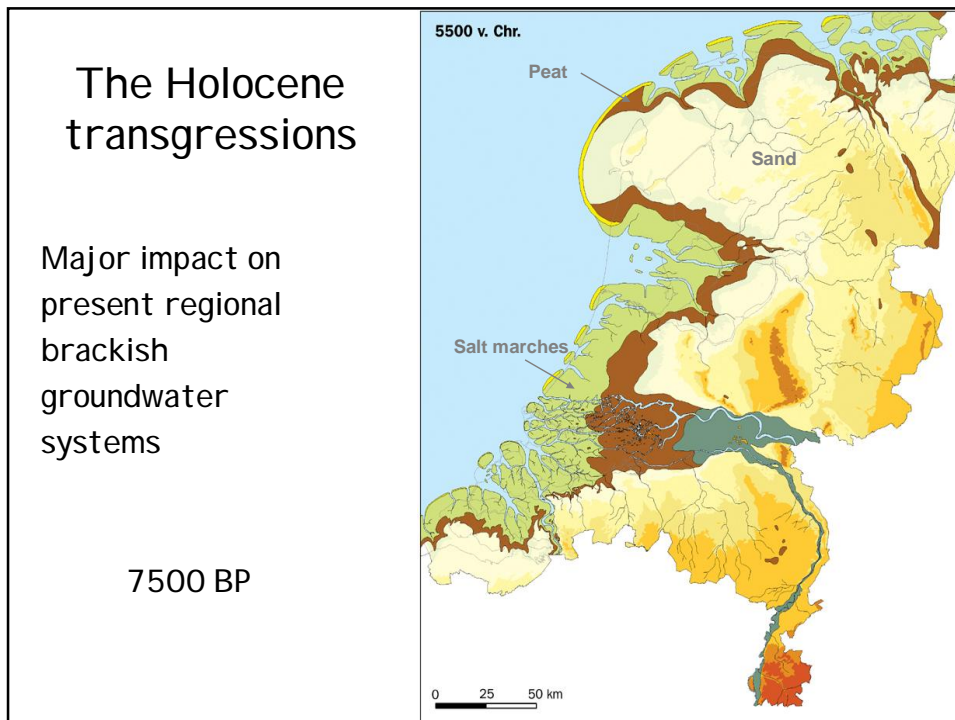 The Holocene
transgressions
Major impact on
present regional
brackish
groundwater
systems
7500 BP
5500 v. Chr.
Peat
Sand
Salt marches
0 25 50 km